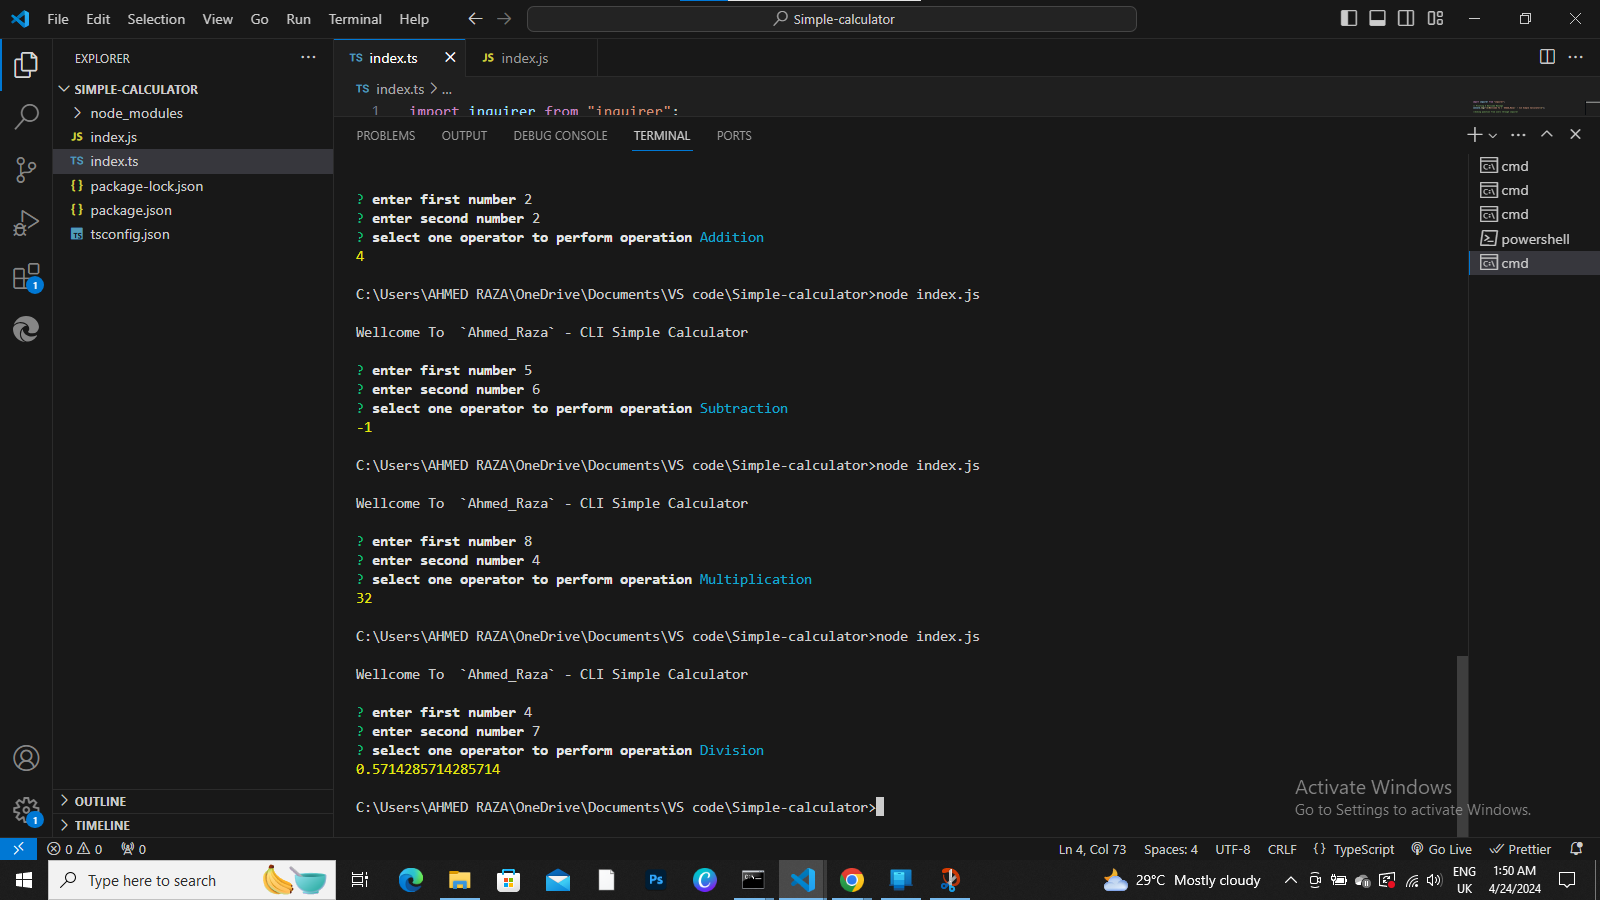 File Edit Selection View Go Run Terminal Help
Simple-calculator
EXPLORER
SIMPLE-CALCULATOR
node_modules
JS index.js
TS index.ts
{} package-lock.json
{} package.json
TS tsconfig.json
OUTLINE
TIMELINE
1
1
TS index.ts
JS index.js
TS index.ts > ...
1 import inquirer from "inquirer";
PROBLEMS OUTPUT DEBUG CONSOLE TERMINAL PORTS
? enter first number 2
? enter second number 2
? select one operator to perform operation Addition
4
C:\Users\AHMED RAZA\OneDrive\Documents\VS code\Simple-calculator>node index.js
Wellcome To  `Ahmed_Raza` - CLI Simple Calculator
? enter first number 5
? enter second number 6
? select one operator to perform operation Subtraction
-1
C:\Users\AHMED RAZA\OneDrive\Documents\VS code\Simple-calculator>node index.js
Wellcome To  `Ahmed_Raza` - CLI Simple Calculator
? enter first number 8
? enter second number 4
? select one operator to perform operation Multiplication
32
C:\Users\AHMED RAZA\OneDrive\Documents\VS code\Simple-calculator>node index.js
Wellcome To  `Ahmed_Raza` - CLI Simple Calculator
? enter first number 4
? enter second number 7
? select one operator to perform operation Division
0.5714285714285714
C:\Users\AHMED RAZA\OneDrive\Documents\VS code\Simple-calculator>
cmd
cmd
cmd
powershell
cmd
Activate Windows
Go to Settings to activate Windows.
0 0 0
Ln 4, Col 73 Spaces: 4 UTF-8 CRLF {} TypeScript Go Live Prettier
Type here to search
Ps
29°C Mostly cloudy
ENG
UK
1:50 AM
4/24/2024